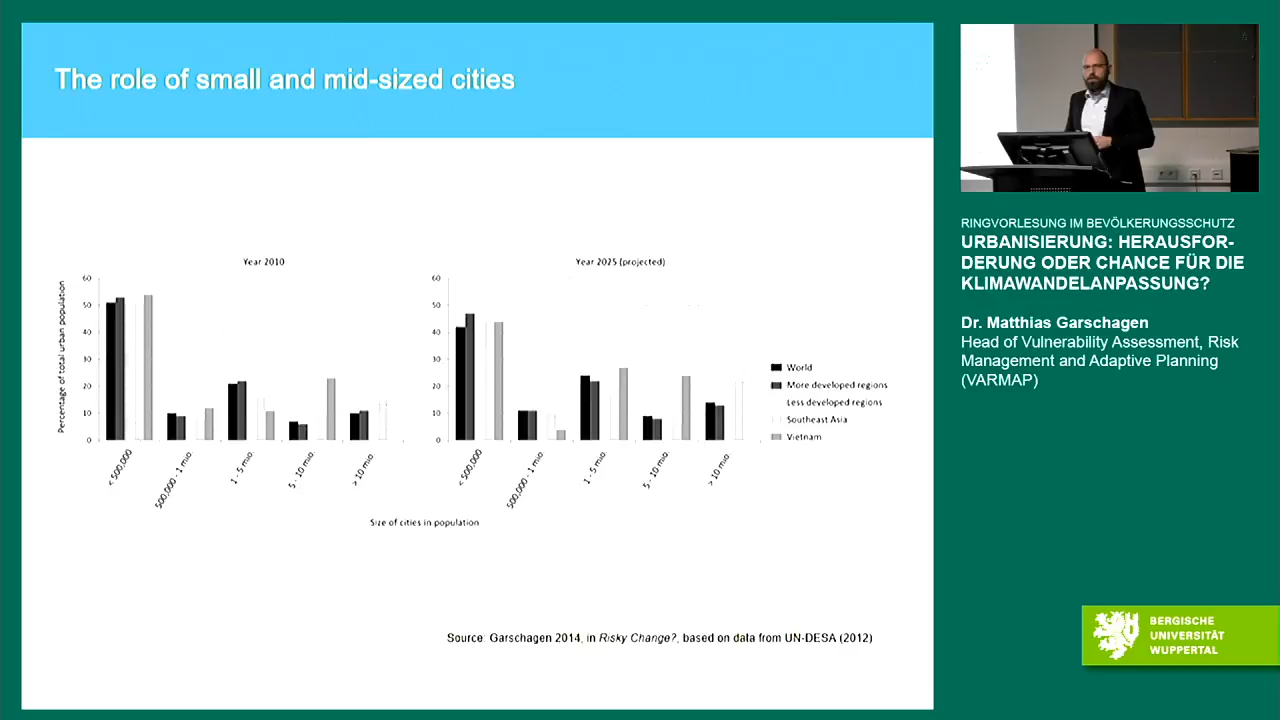 The role of small and mid-sized cities
Year 2010
Year 2025 (projected)
Percentage of total urban population
60
50
40
30
20
10
0
< 500,000
500,000 - 1 mio.
1 - 5 mio.
5 - 10 mio.
> 10 mio.
60
50
40
30
20
10
0
< 500,000
500,000 - 1 mio.
1 - 5 mio.
5 - 10 mio.
> 10 mio.
World
More developed regions
Less developed regions
Southeast Asia
Vietnam
Size of cities in population
Source: Garschagen 2014, in Risky Change?, based on data from UN-DESA (2012)
RINGVORLESUNG IM BEVÖLKERUNGSSCHUTZ
URBANISIERUNG: HERAUSFOR-
DERUNG ODER CHANCE FÜR DIE
KLIMAWANDELANPASSUNG?
Dr. Matthias Garschagen
Head of Vulnerability Assessment, Risk
Management and Adaptive Planning
(VARMAP)
BERGISCHE
UNIVERSITÄT
WUPPERTAL